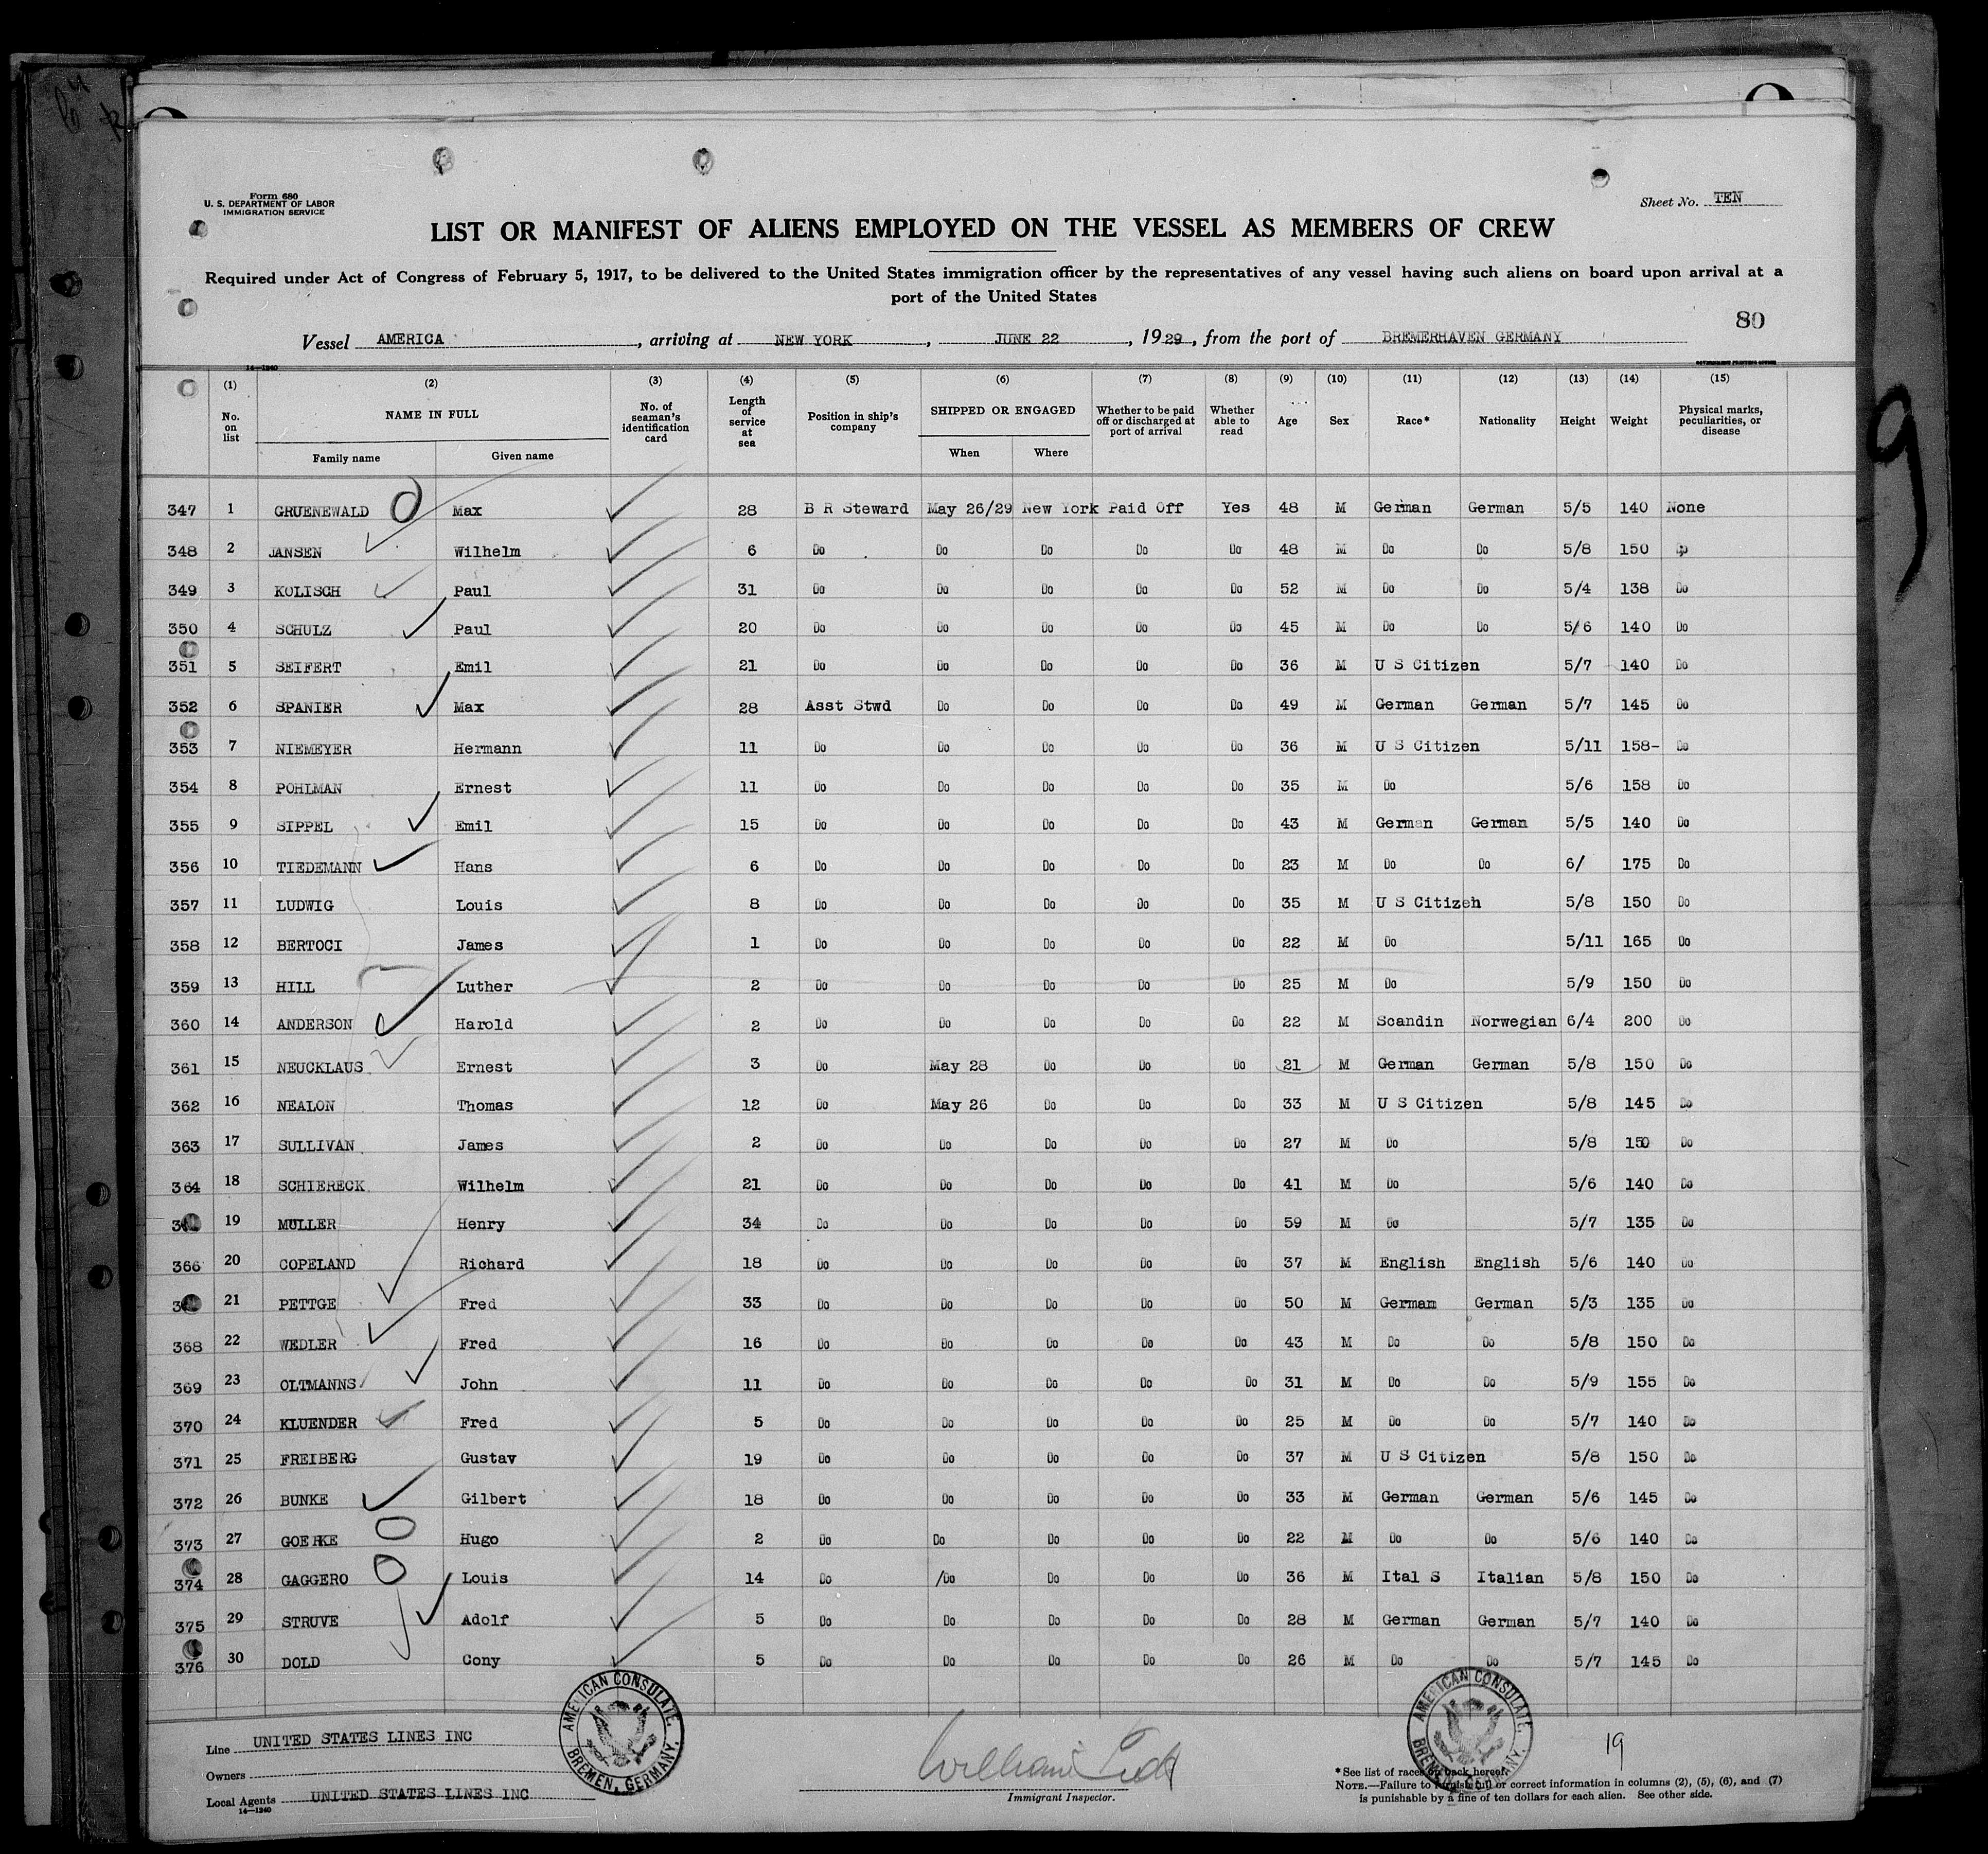 Form 680
U. S. DEPARTMENT OF LABOR
IMMIGRATION SERVICE
Sheet No. TEN
LIST OR MANIFEST OF ALIENS EMPLOYED ON THE VESSEL AS MEMBERS OF CREW
Required under Act of Congress of February 5, 1917, to be delivered to the United States immigration officer by the representatives of any vessel having such aliens on board upon arrival at a
port of the United States
80
Vessel AMERICA, arriving at NEW YORK, JUNE 22, 1929, from the port of BREMERHAVEN GERMANY
14—1240 GOVERNMENT PRINTING OFFICE
(1) (2) (3) (4) (5) (6) (7) (8) (9) (10) (11) (12) (13) (14) (15)
No. on list NAME IN FULL Family name Given name No. of seaman's identification card Length of service at sea Position in ship's company SHIPPED OR ENGAGED When Where Whether to be paid off or discharged at port of arrival Whether able to read Age Sex Race* Nationality Height Weight Physical marks, peculiarities, or disease
347 1 GRUENEWALD Max 28 B R Steward May 26/29 New York Paid Off Yes 48 M German German 5/5 140 None
348 2 JANSEN Wilhelm 6 Do Do Do Do Do 48 M Do Do 5/8 150 Do
349 3 KOLISCH Paul 31 Do Do Do Do Do 52 M Do Do 5/4 138 Do
350 4 SCHULZ Paul 20 Do Do Do Do Do 45 M Do Do 5/6 140 Do
351 5 SEIFERT Emil 21 Do Do Do Do Do 36 M U S Citizen 5/7 140 Do
352 6 SPANIER Max 28 Asst Stwd Do Do Do Do 49 M German German 5/7 145 Do
353 7 NIEMEYER Hermann 11 Do Do Do Do Do 36 M U S Citizen 5/11 158- Do
354 8 POHLMAN Ernest 11 Do Do Do Do Do 35 M Do 5/6 158 Do
355 9 SIPPEL Emil 15 Do Do Do Do Do 43 M German German 5/5 140 Do
356 10 TIEDEMANN Hans 6 Do Do Do Do Do 23 M Do Do 6/ 175 Do
357 11 LUDWIG Louis 8 Do Do Do Do Do 35 M U S Citizen 5/8 150 Do
358 12 BERTOCI James 1 Do Do Do Do Do 22 M Do 5/11 165 Do
359 13 HILL Luther 2 Do Do Do Do Do 25 M Do 5/9 150 Do
360 14 ANDERSON Harold 2 Do Do Do Do Do 22 M Scandin Norwegian 6/4 200 Do
361 15 NEUCKLAUS Ernest 3 Do May 28 Do Do Do 21 M German German 5/8 150 Do
362 16 NEALON Thomas 12 Do May 26 Do Do Do 33 M U S Citizen 5/8 145 Do
363 17 SULLIVAN James 2 Do Do Do Do Do 27 M Do 5/8 150 Do
364 18 SCHIERECK Wilhelm 21 Do Do Do Do Do 41 M Do 5/6 140 Do
19 MULLER Henry 34 Do Do Do Do Do 59 M Do 5/7 135 Do
366 20 COPELAND Richard 18 Do Do Do Do Do 37 M English English 5/6 140 Do
21 PETTGE Fred 33 Do Do Do Do Do 50 M German German 5/3 135 Do
368 22 WEDLER Fred 16 Do Do Do Do Do 43 M Do Do 5/8 150 Do
369 23 OLTMANNS John 11 Do Do Do Do Do 31 M Do Do 5/9 155 Do
370 24 KLUENDER Fred 5 Do Do Do Do Do 25 M Do Do 5/7 140 Do
371 25 FREIBERG Gustav 19 Do Do Do Do Do 37 M U S Citizen 5/8 150 Do
372 26 BUNKE Gilbert 18 Do Do Do Do Do 33 M German German 5/6 145 Do
373 27 GOERKE Hugo 2 Do Do Do Do Do 22 M Do Do 5/6 140 Do
374 28 GAGGERO Louis 14 Do /Do Do Do Do 36 M Ital S Italian 5/8 150 Do
375 29 STRUVE Adolf 5 Do Do Do Do Do 28 M German German 5/7 140 Do
376 30 DOLD Cony 5 Do Do Do Do Do 26 M Do Do 5/7 145 Do
Line UNITED STATES LINES INC
Owners
Local Agents UNITED STATES LINES INC
14—1240
AMERICAN CONSULATE, BREMEN, GERMANY.
William
Immigrant Inspector.
AMERICAN CONSULATE, BREMEN, GERMANY.
19
*See list of races on back hereof.
NOTE.—Failure to furnish full or correct information in columns (2), (5), (6), and (7)
is punishable by a fine of ten dollars for each alien. See other side.
9